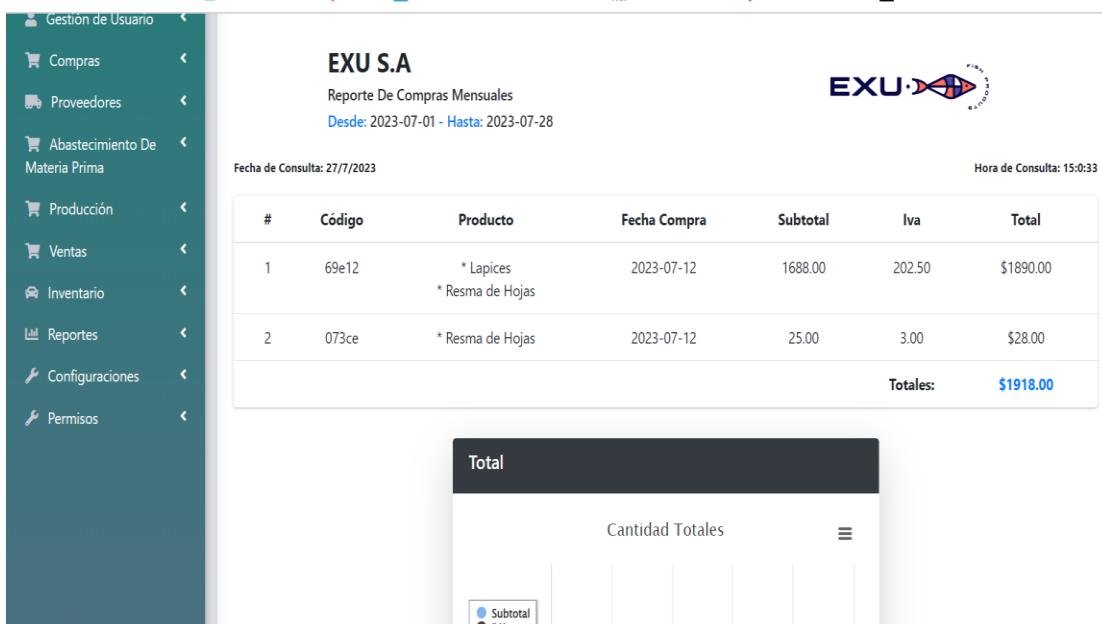 Gestión de Usuario
Compras
Proveedores
Abastecimiento De
Materia Prima
Producción
Ventas
Inventario
Reportes
Configuraciones
Permisos
EXU S.A
Reporte De Compras Mensuales
Desde: 2023-07-01 - Hasta: 2023-07-28
EXU
FISH PRODUTS
Fecha de Consulta: 27/7/2023
Hora de Consulta: 15:0:33
# Código Producto Fecha Compra Subtotal Iva Total
1 69e12 * Lapices 2023-07-12 1688.00 202.50 $1890.00
* Resma de Hojas
2 073ce * Resma de Hojas 2023-07-12 25.00 3.00 $28.00
Totales: $1918.00
Total
Cantidad Totales
Subtotal